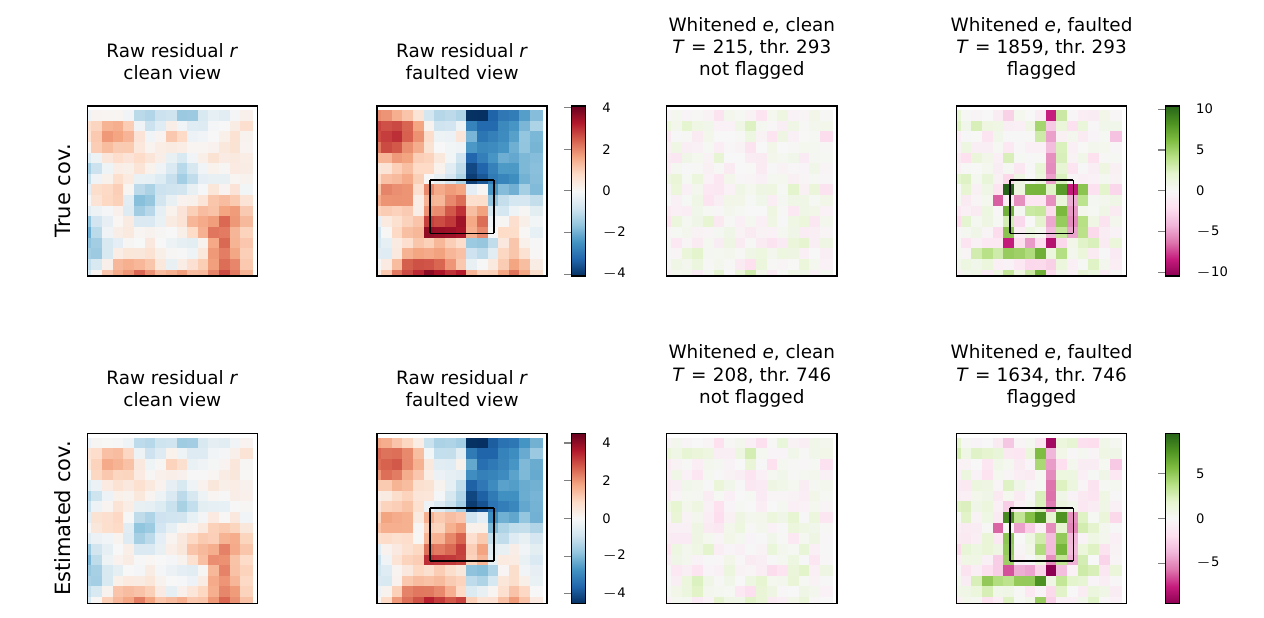 Raw residual r
clean view
Raw residual r
faulted view
Whitened e, clean
T = 215, thr. 293
not flagged
Whitened e, faulted
T = 1859, thr. 293
flagged
True cov.
4
2
0
−2
−4
10
5
0
−5
−10
Raw residual r
clean view
Raw residual r
faulted view
Whitened e, clean
T = 208, thr. 746
not flagged
Whitened e, faulted
T = 1634, thr. 746
flagged
Estimated cov.
4
2
0
−2
−4
5
0
−5